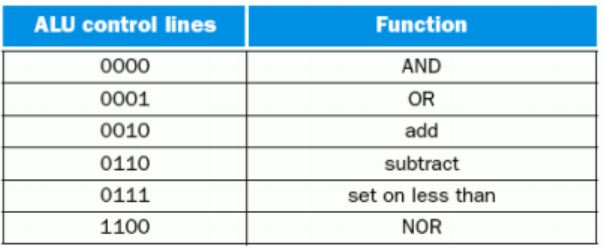 ALU control lines Function
0000 AND
0001 OR
0010 add
0110 subtract
0111 set on less than
1100 NOR